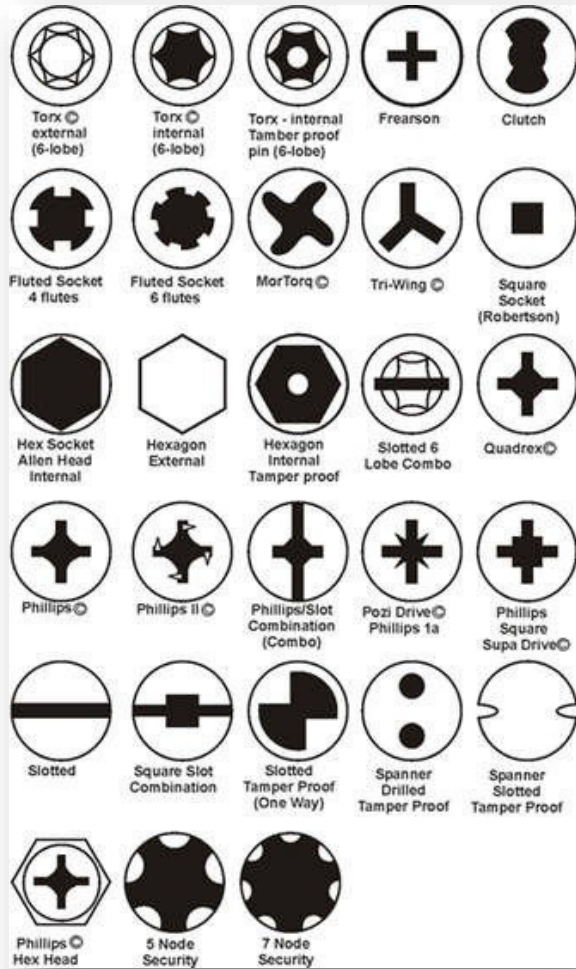 Torx ©
external
(6-lobe)
Torx ©
internal
(6-lobe)
Torx - internal
Tamber proof
pin (6-lobe)
Frearson
Clutch
Fluted Socket
4 flutes
Fluted Socket
6 flutes
MorTorq ©
Tri-Wing ©
Square
Socket
(Robertson)
Hex Socket
Allen Head
Internal
Hexagon
External
Hexagon
Internal
Tamper proof
Slotted 6
Lobe Combo
Quadrex©
Phillips©
Phillips II©
Phillips/Slot
Combination
(Combo)
Pozi Drive©
Phillips 1a
Phillips
Square
Supa Drive©
Slotted
Square Slot
Combination
Slotted
Tamper Proof
(One Way)
Spanner
Drilled
Tamper Proof
Spanner
Slotted
Tamper Proof
Phillips ©
Hex Head
5 Node
Security
7 Node
Security